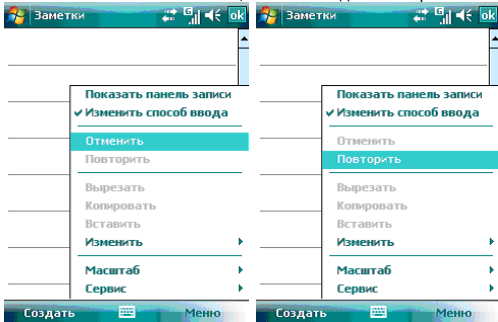 Заметки
ok
Показать панель записи
Изменить способ ввода
Отменить
Повторить
Вырезать
Копировать
Вставить
Изменить
Масштаб
Сервис
Создать
Меню
Заметки
ok
Показать панель записи
Изменить способ ввода
Отменить
Повторить
Вырезать
Копировать
Вставить
Изменить
Масштаб
Сервис
Создать
Меню